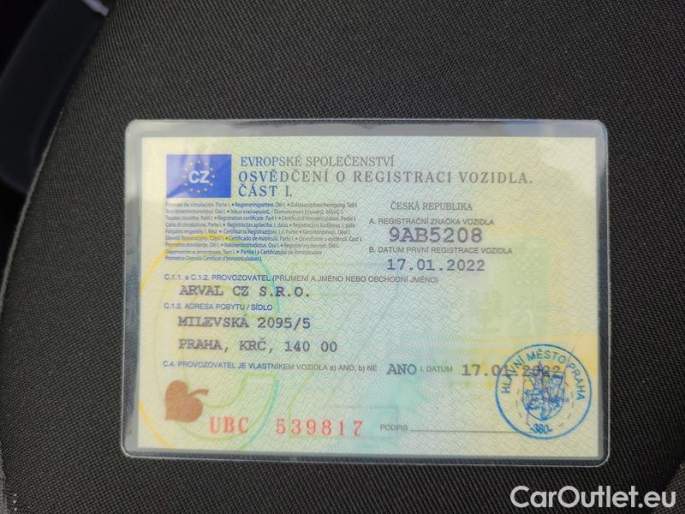 CZ
EVROPSKÉ SPOLEČENSTVÍ
OSVĚDČENÍ O REGISTRACI VOZIDLA.
ČÁST I.
ČESKÁ REPUBLIKA
A. REGISTRAČNÍ ZNAČKA VOZIDLA
9AB5208
B. DATUM PRVNÍ REGISTRACE VOZIDLA
17.01.2022
C.1.1. a C.1.2. PROVOZOVATEL (PŘÍJMENÍ A JMÉNO NEBO OBCHODNÍ JMÉNO)
ARVAL CZ S.R.O.
C.1.3. ADRESA POBYTU / SÍDLO
MILEVSKÁ 2095/5
PRAHA, KRČ, 140 00
C.4. PROVOZOVATEL JE VLASTNÍKEM VOZIDLA a) ANO, b) NE ANO I. DATUM 17.01.2022
HLAVNÍ MĚSTO PRAHA
-380-
UBC 539817
PODPIS
CarOutlet.eu